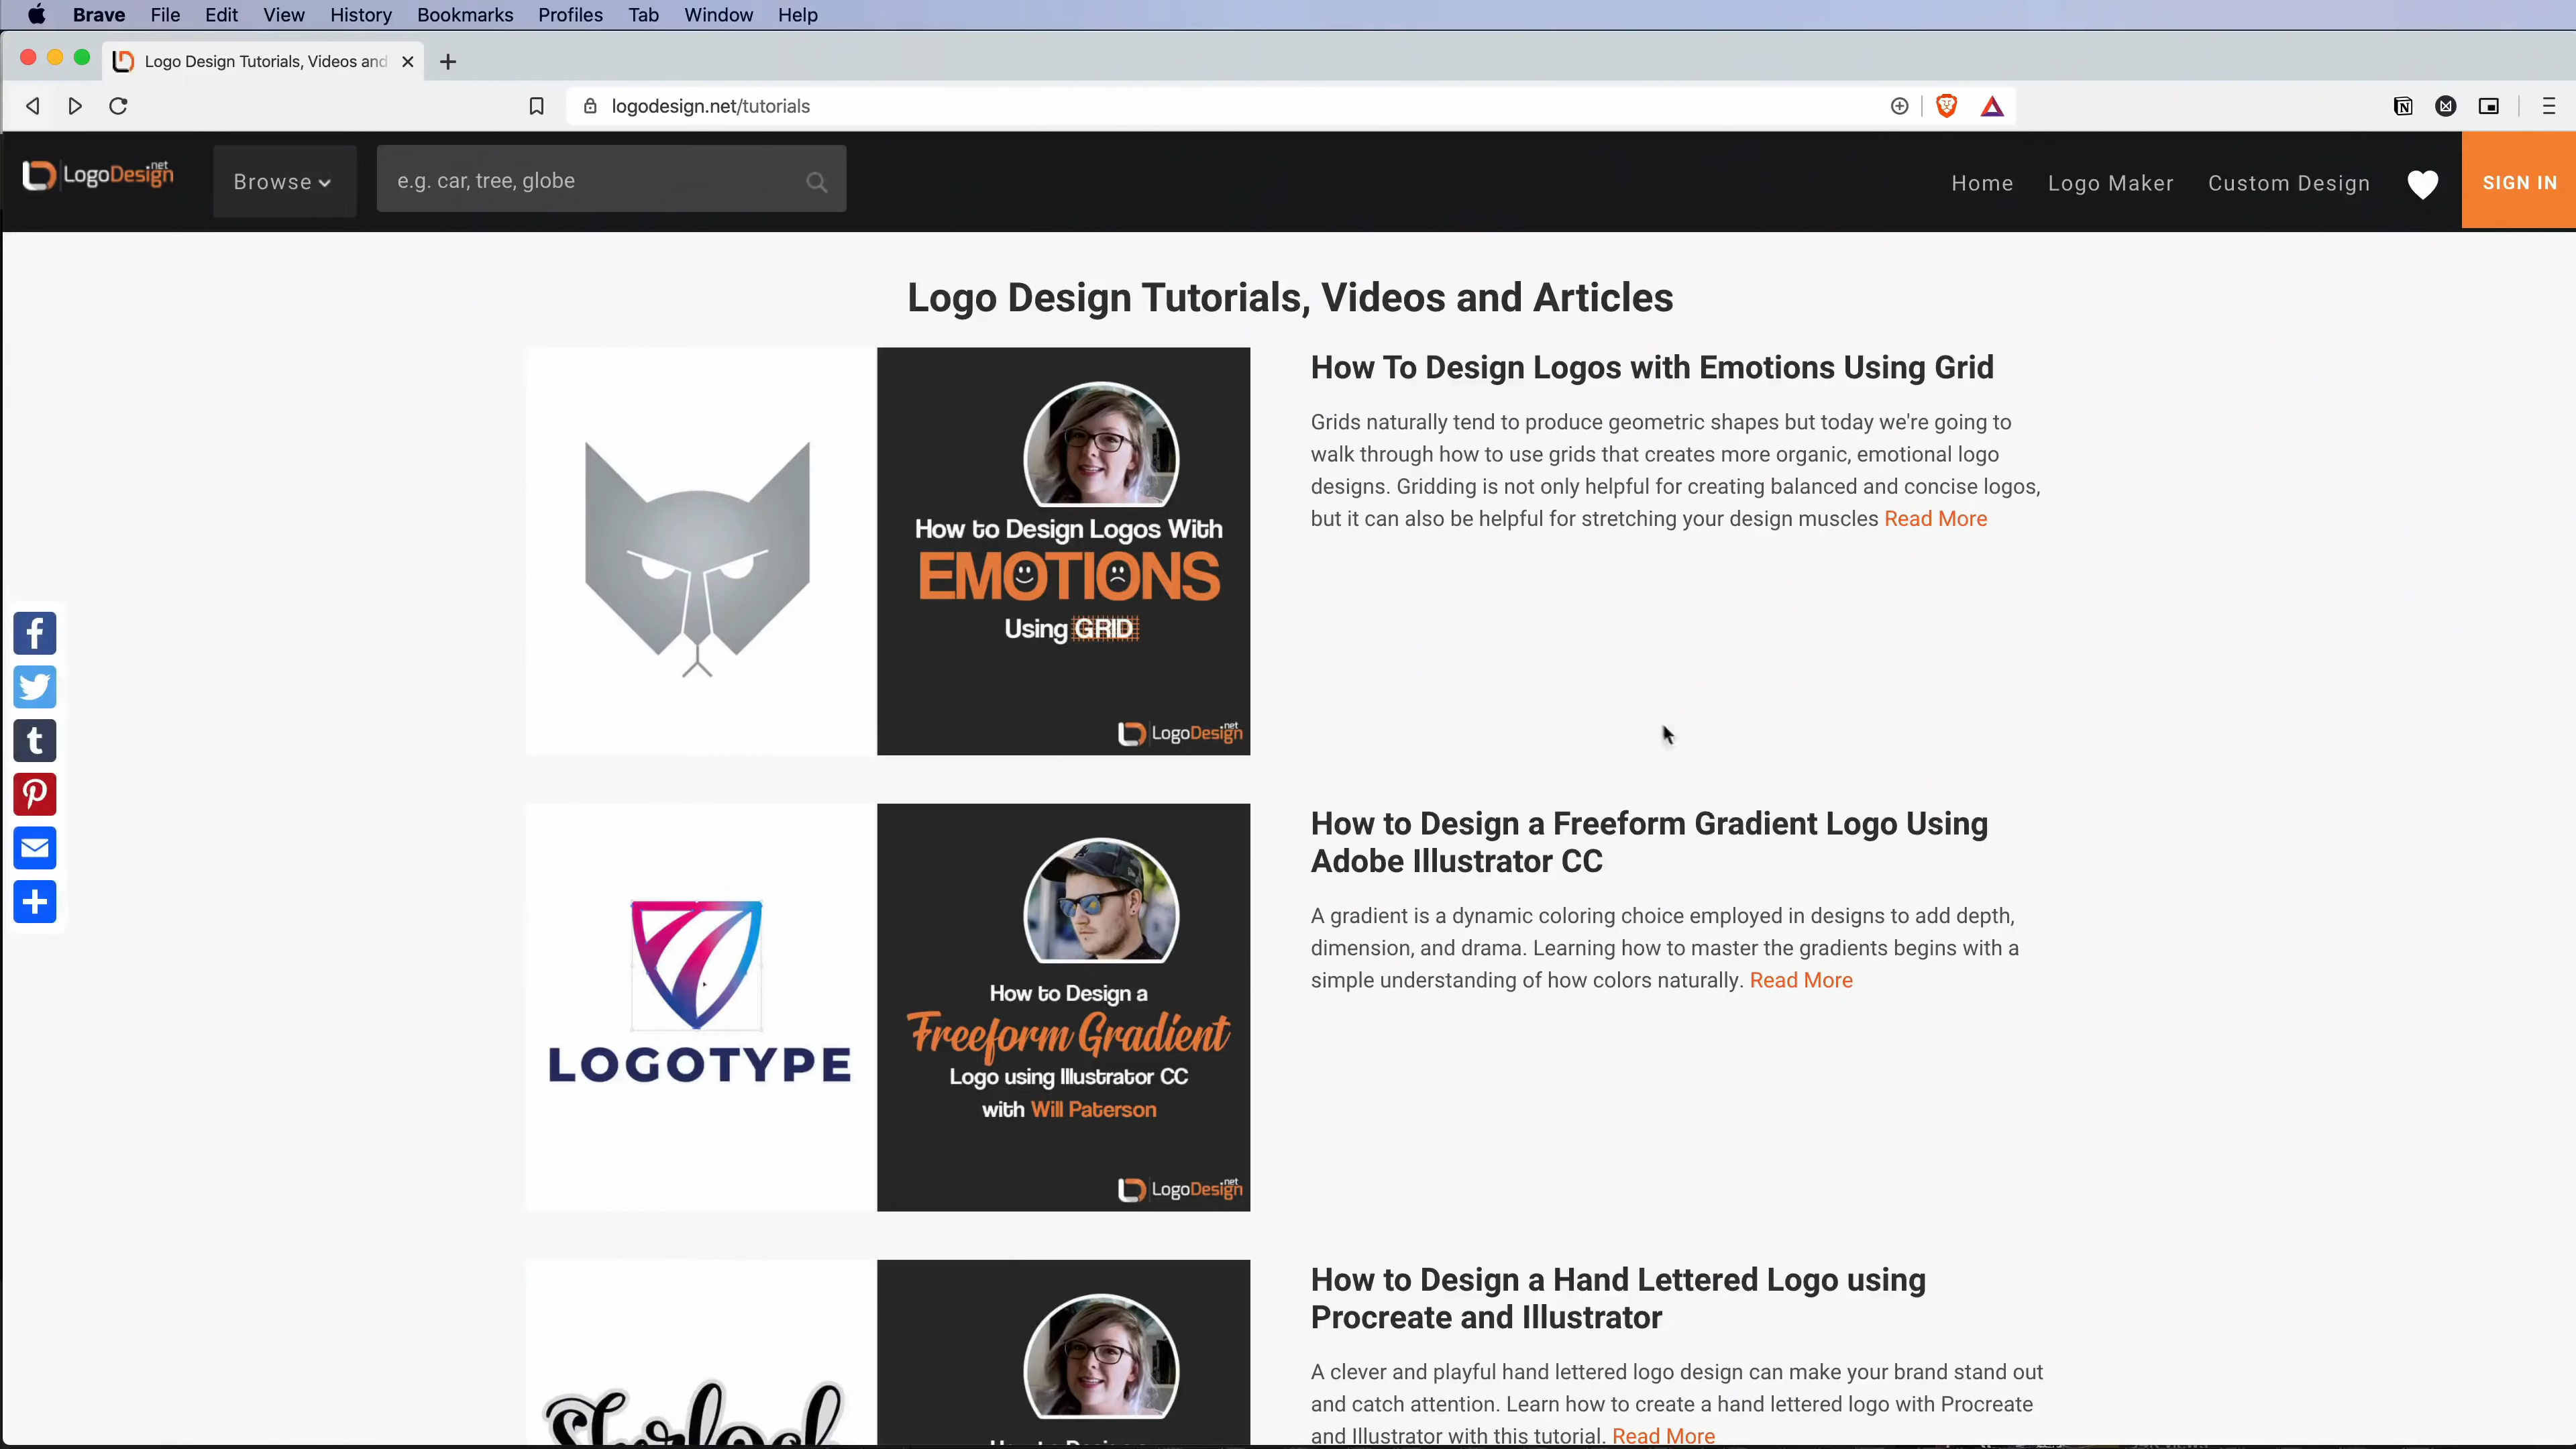 Brave File Edit View History Bookmarks Profiles Tab Window Help
Logo Design Tutorials, Videos and
logodesign.net/tutorials
LogoDesign.net
Browse
e.g. car, tree, globe
Home Logo Maker Custom Design SIGN IN
Logo Design Tutorials, Videos and Articles
How to Design Logos With
EMOTIONS
Using GRID
LogoDesign.net
How To Design Logos with Emotions Using Grid
Grids naturally tend to produce geometric shapes but today we're going to
walk through how to use grids that creates more organic, emotional logo
designs. Gridding is not only helpful for creating balanced and concise logos,
but it can also be helpful for stretching your design muscles Read More
LOGOTYPE
How to Design a
Freeform Gradient
Logo using Illustrator CC
with Will Paterson
LogoDesign.net
How to Design a Freeform Gradient Logo Using
Adobe Illustrator CC
A gradient is a dynamic coloring choice employed in designs to add depth,
dimension, and drama. Learning how to master the gradients begins with a
simple understanding of how colors naturally. Read More
How to Design a Hand Lettered Logo using
Procreate and Illustrator
A clever and playful hand lettered logo design can make your brand stand out
and catch attention. Learn how to create a hand lettered logo with Procreate
and Illustrator with this tutorial. Read More